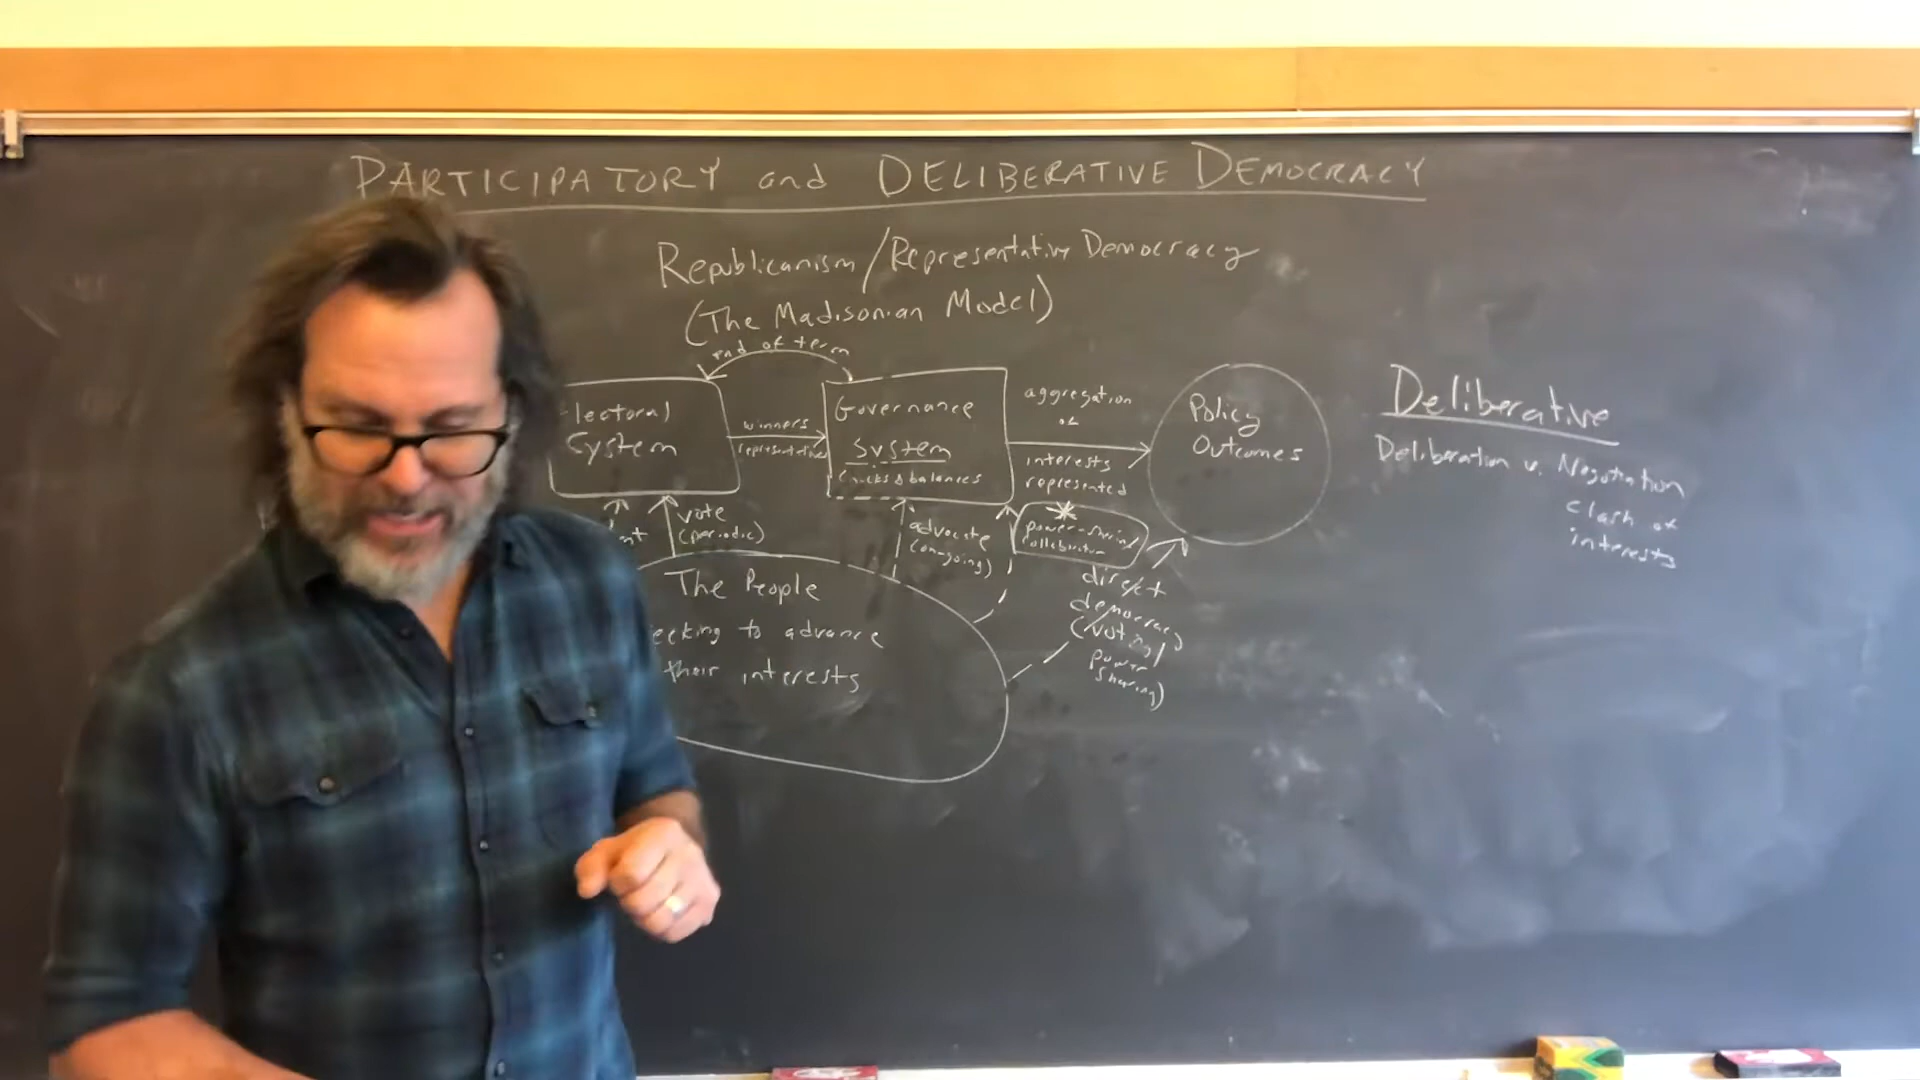 PARTICIPATORY and DELIBERATIVE DEMOCRACY
Republicanism/Representative Democracy
(The Madisonian Model)
end of term
lectoral
System
winners
representatives
Governance
System
checks & balances
aggregation
of
interests
represented
Policy
Outcomes
Deliberative
Deliberation v. Negotiation
clash of
interests
nt
vote
(periodic)
advocate
(on-going)
power-sharing/
collaboration
direct
democracy
(voting/
power
sharing)
The People
eeking to advance
their interests